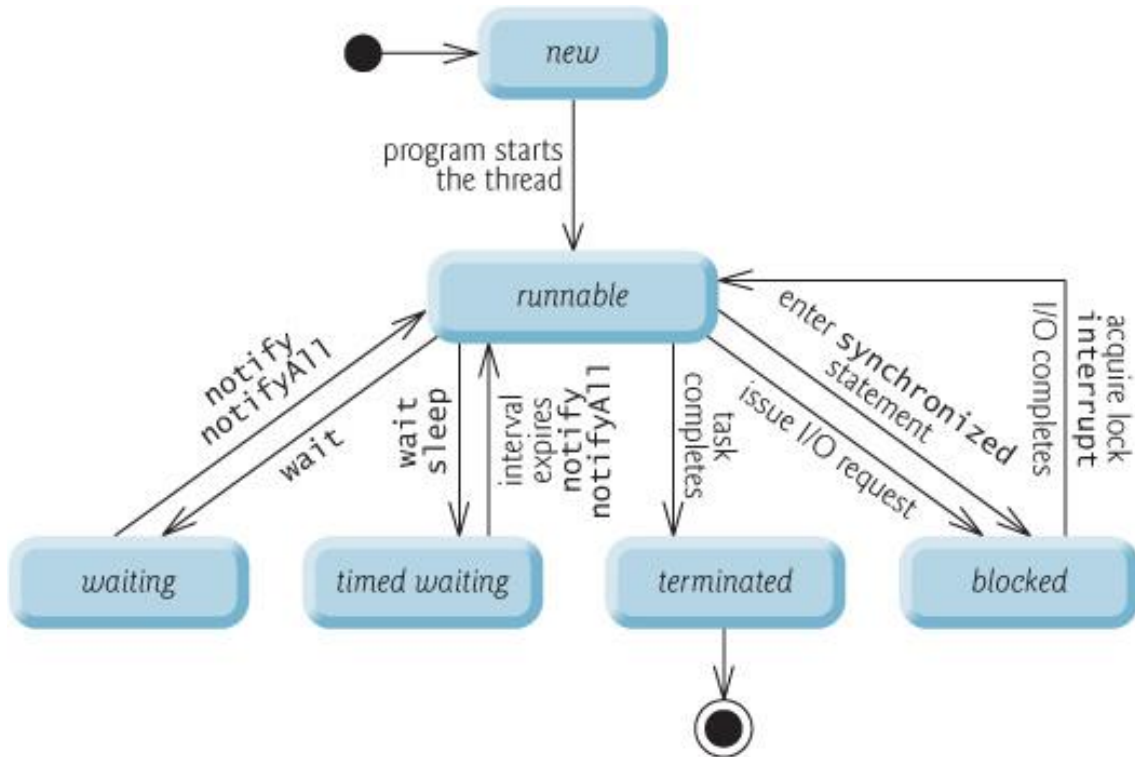 new
program starts
the thread
runnable
notify
notifyAll
wait
wait
sleep
interval
expires
notify
notifyAll
task
completes
enter synchronized
statement
issue I/O request
acquire lock
interrupt
I/O completes
waiting
timed waiting
terminated
blocked